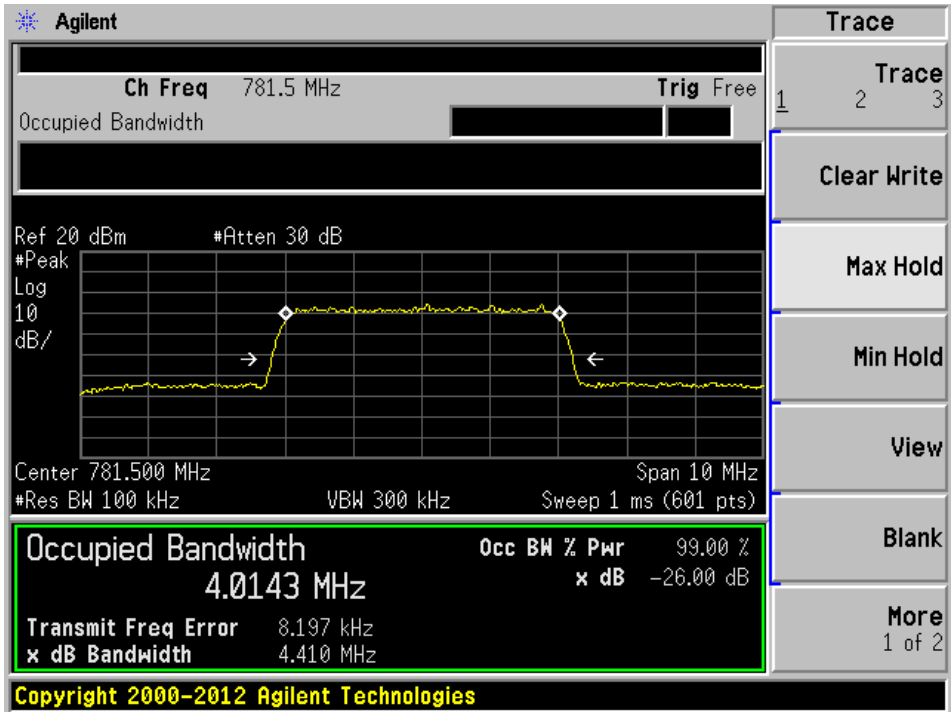 Agilent
Trace
Ch Freq 781.5 MHz Trig Free
Occupied Bandwidth
Trace
1 2 3
Clear Write
Max Hold
Min Hold
View
Blank
More
1 of 2
Ref 20 dBm #Atten 30 dB
#Peak
Log
10
dB/
Center 781.500 MHz Span 10 MHz
#Res BW 100 kHz VBW 300 kHz Sweep 1 ms (601 pts)
Occupied Bandwidth Occ BW % Pwr 99.00 %
4.0143 MHz x dB -26.00 dB
Transmit Freq Error 8.197 kHz
x dB Bandwidth 4.410 MHz
Copyright 2000-2012 Agilent Technologies